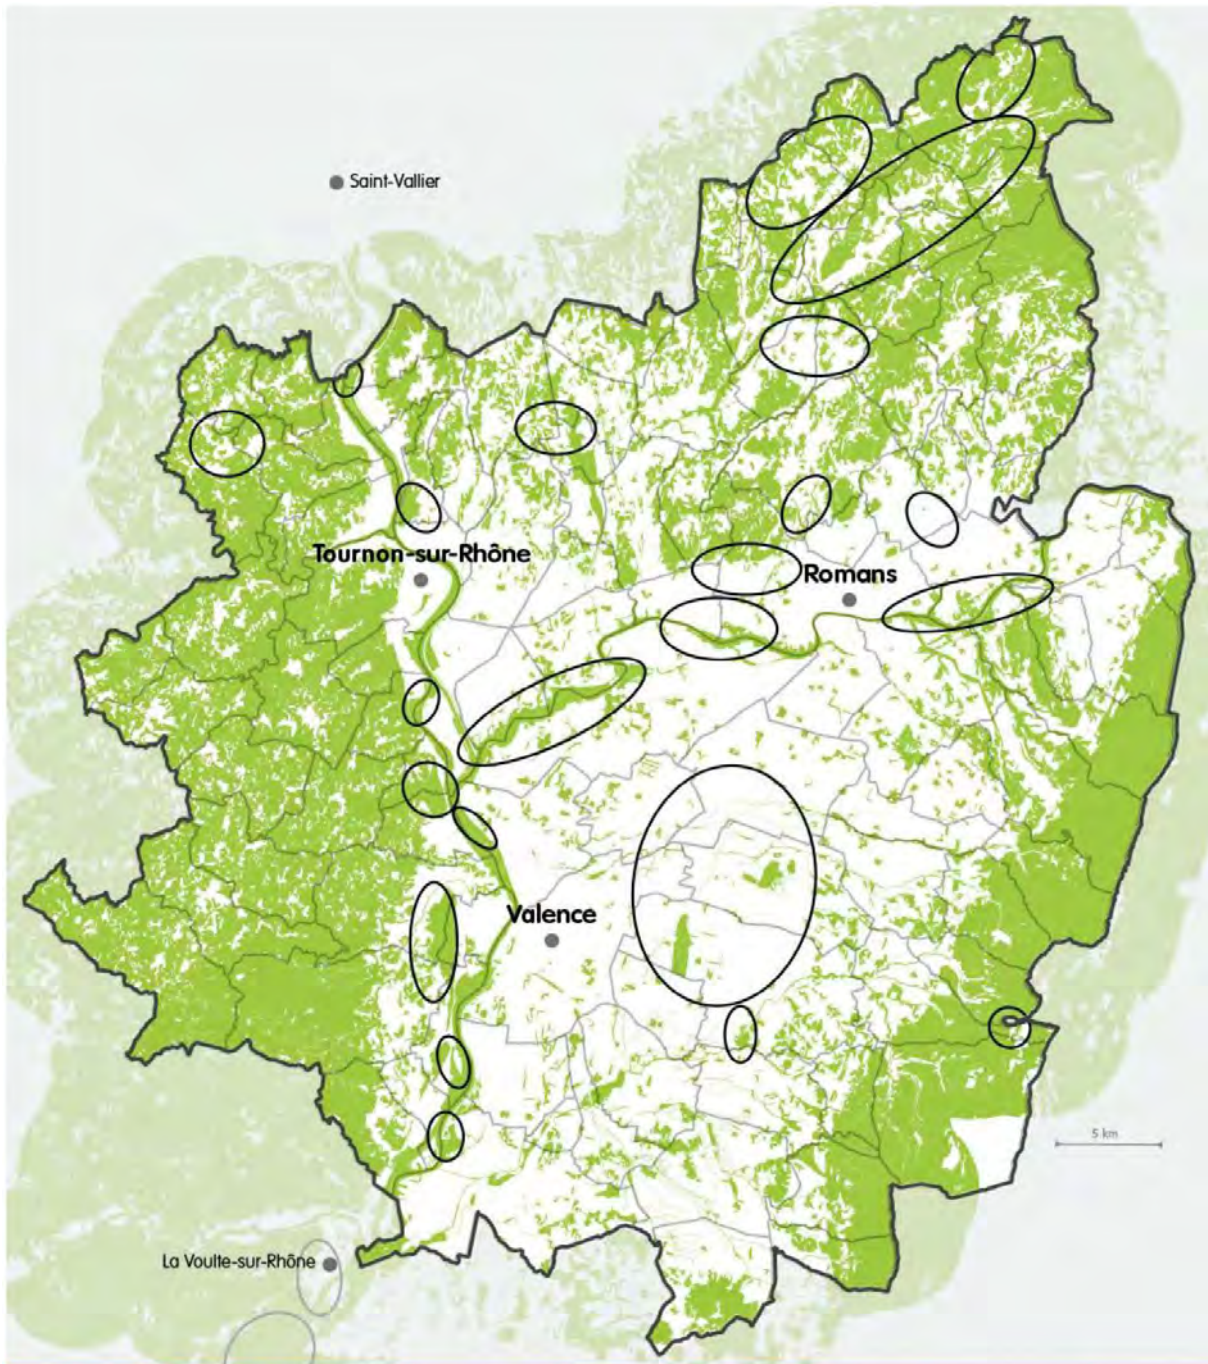 Saint-Vallier
Tournon-sur-Rhône
Romans
Valence
5 km
La Voulte-sur-Rhône